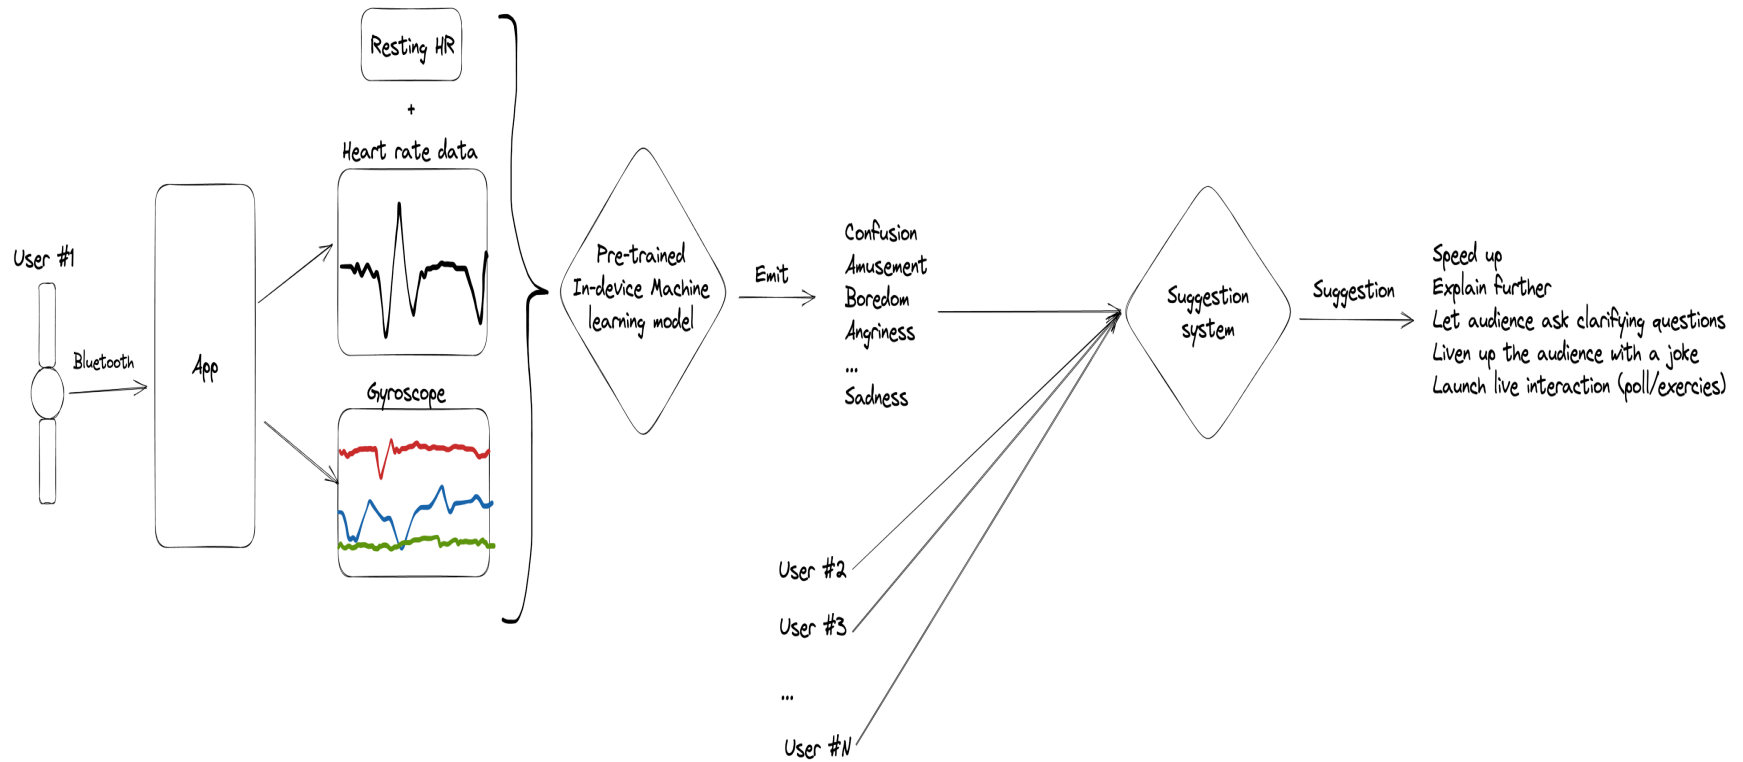 Resting HR
+
Heart rate data
User #1
Bluetooth
App
Gyroscope
Pre-trained
In-device Machine
learning model
Emit
Confusion
Amusement
Boredom
Angriness
...
Sadness
User #2
User #3
...
User #N
Suggestion
system
Suggestion
Speed up
Explain further
Let audience ask clarifying questions
Liven up the audience with a joke
Launch live interaction (poll/exercies)